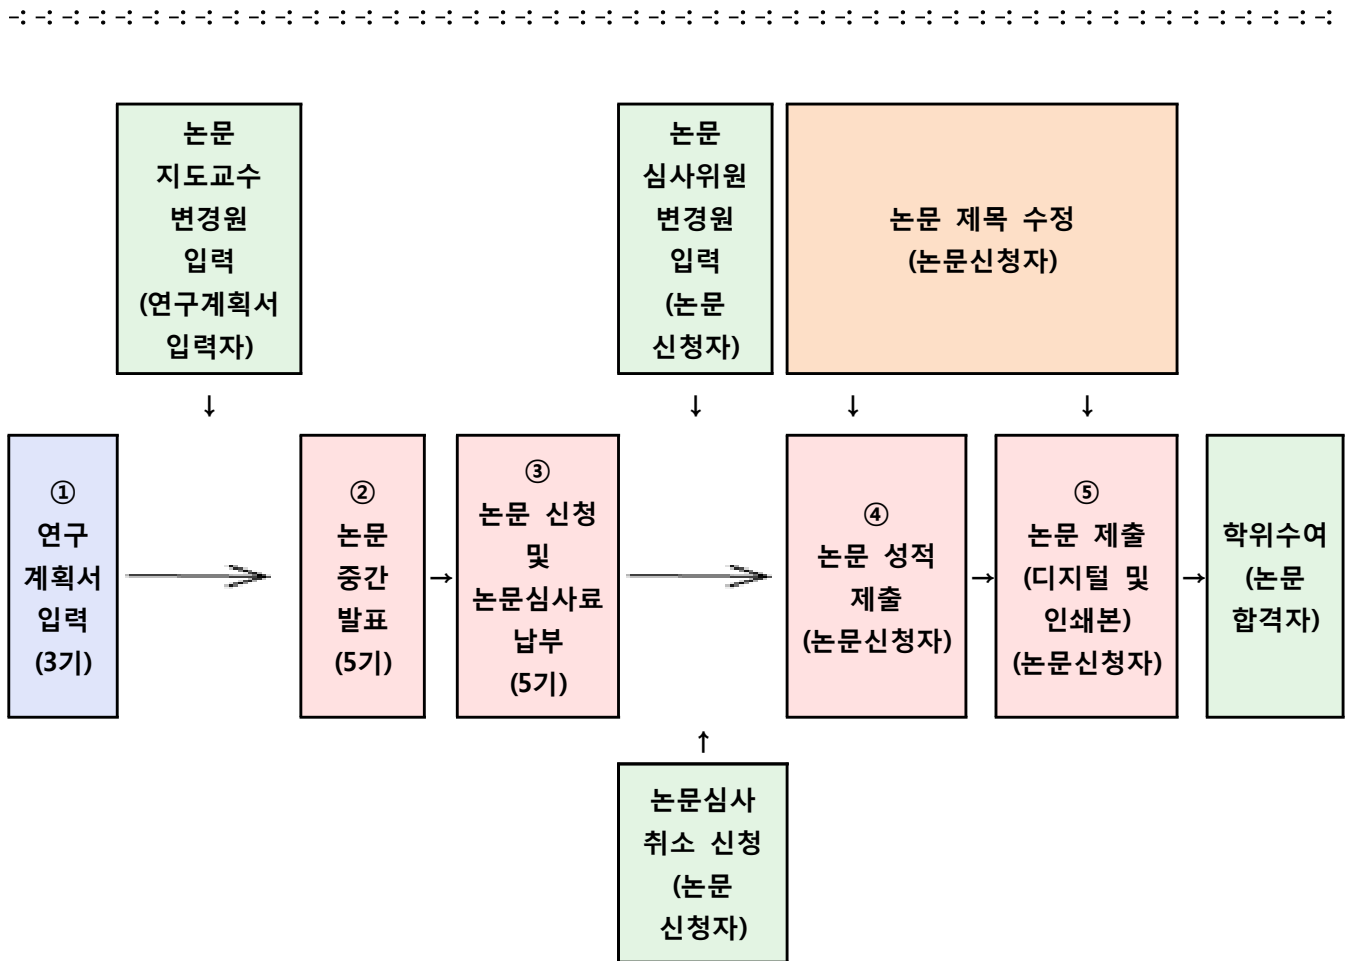 논문
지도교수
변경원
입력
(연구계획서
입력자)
논문
심사위원
변경원
입력
(논문
신청자)
논문 제목 수정
(논문신청자)
↓
↓
↓
↓
①
연구
계획서
입력
(3기)
②
논문
중간
발표
(5기)
→
③
논문 신청
및
논문심사료
납부
(5기)
④
논문 성적
제출
(논문신청자)
→
⑤
논문 제출
(디지털 및
인쇄본)
(논문신청자)
→
학위수여
(논문
합격자)
↑
논문심사
취소 신청
(논문
신청자)